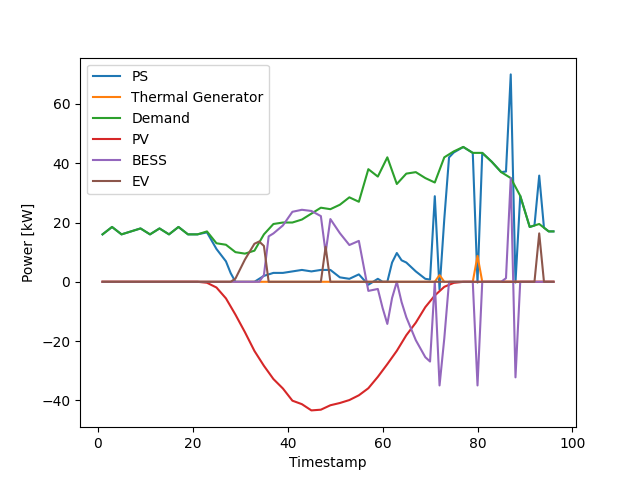 PS
Thermal Generator
Demand
PV
BESS
EV
Power [kW]
60
40
20
0
−20
−40
0 20 40 60 80 100
Timestamp